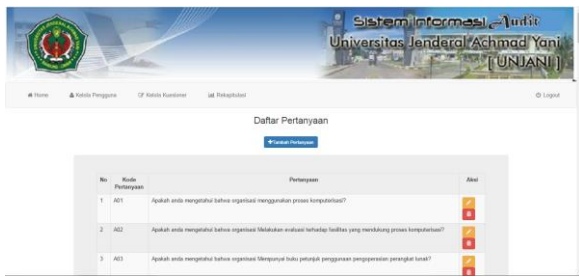 Sistem Informasi Audit
Universitas Jenderal Achmad Yani
[ UNJANI ]
Home Kelola Pengguna Kelola Kuesioner Rekapitulasi Logout
Daftar Pertanyaan
+Tambah Pertanyaan
No Kode Pertanyaan Pertanyaan Aksi
1 A01 Apakah anda mengetahui bahwa organisasi menggunakan proses komputerisasi?
2 A02 Apakah anda mengetahui bahwa organisasi Melakukan evaluasi terhadap fasilitas yang mendukung proses komputerisasi?
3 A03 Apakah anda mengetahui bahwa organisasi Mempunyai buku petunjuk penggunaan pengoperasian perangkat lunak?